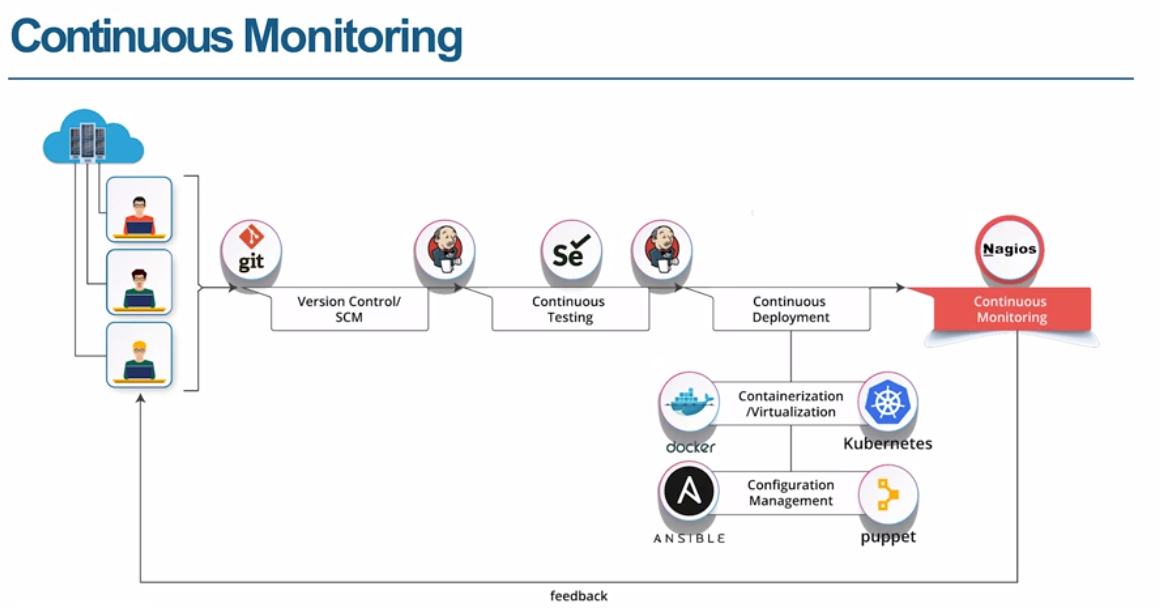 Continuous Monitoring
git
Version Control/
SCM
Se
Continuous
Testing
Continuous
Deployment
Nagios
Continuous
Monitoring
Containerization
/Virtualization
docker
Kubernetes
Configuration
Management
ANSIBLE
puppet
feedback